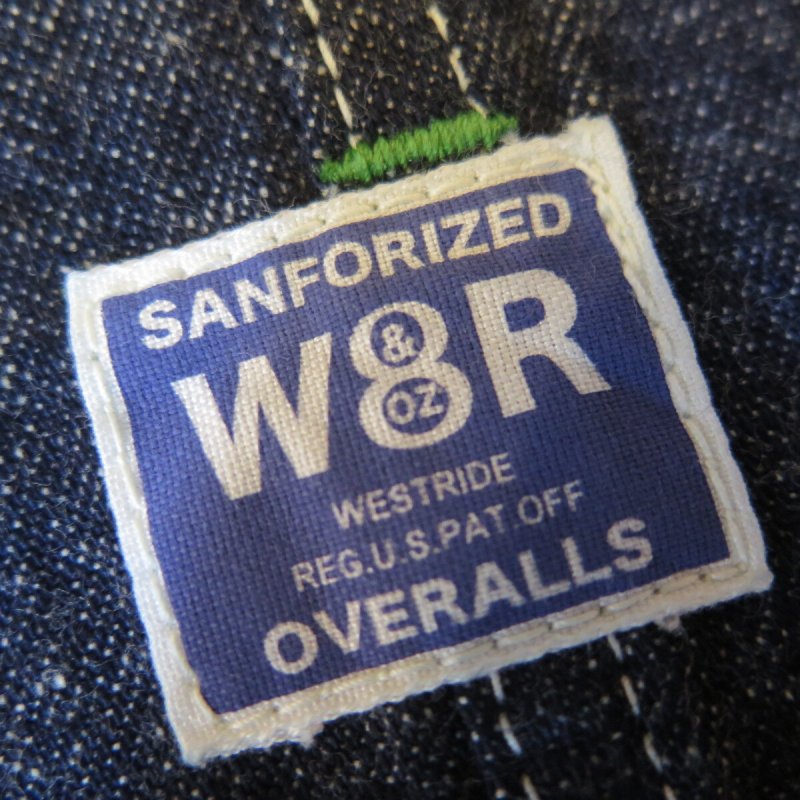 SANFORIZED
W8R
& OZ
WESTRIDE
REG.U.S.PAT.OFF
OVERALLS